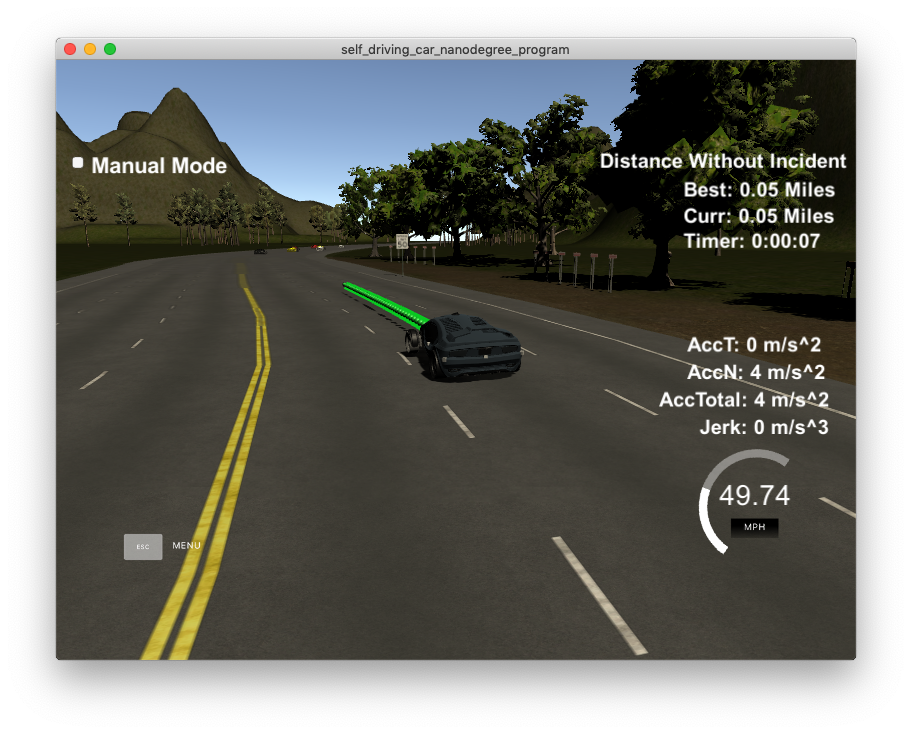 self_driving_car_nanodegree_program
Manual Mode
Distance Without Incident
Best: 0.05 Miles
Curr: 0.05 Miles
Timer: 0:00:07
AccT: 0 m/s^2
AccN: 4 m/s^2
AccTotal: 4 m/s^2
Jerk: 0 m/s^3
49.74
MPH
ESC MENU